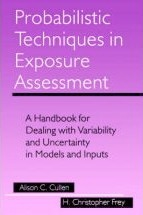 Probabilistic
Techniques in
Exposure
Assessment
A Handbook for
Dealing with Variability
and Uncertainty
in Models and Inputs
Alison C. Cullen
H. Christopher Frey